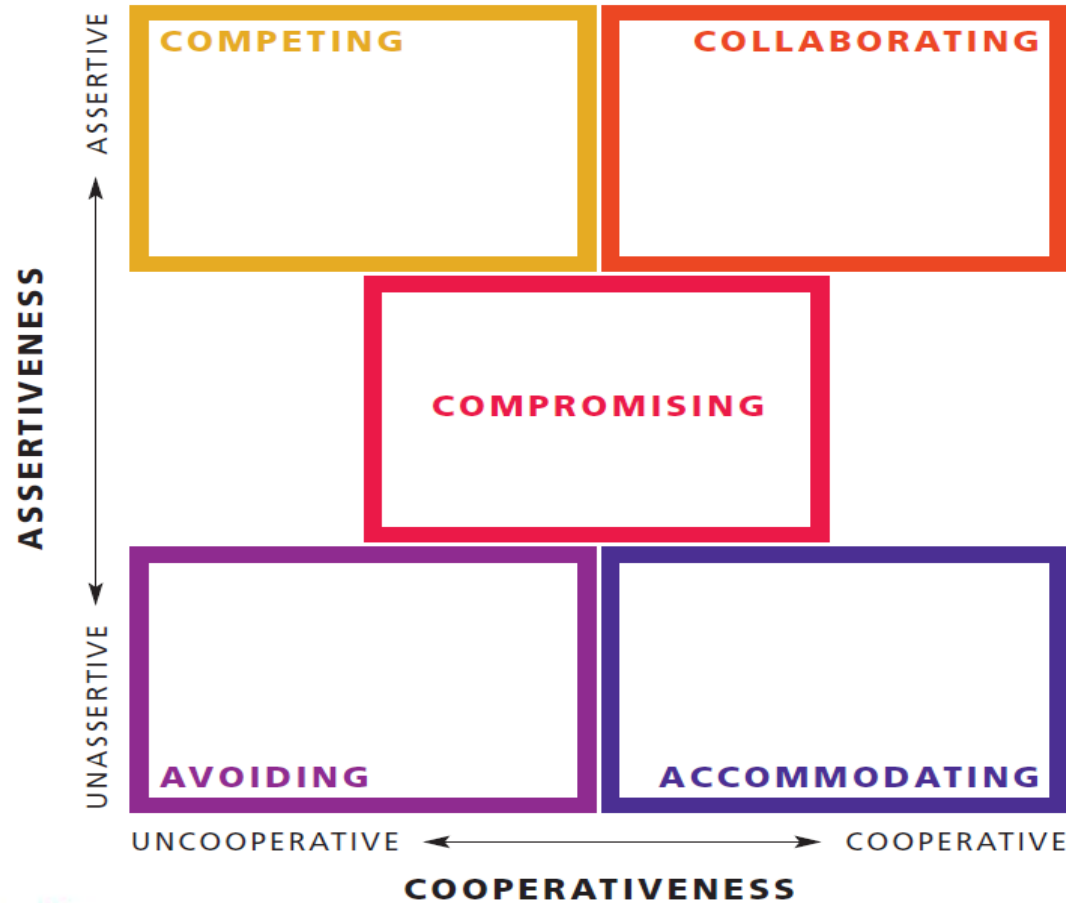 ASSERTIVE
COMPETING
COLLABORATING
ASSERTIVENESS
COMPROMISING
UNASSERTIVE
AVOIDING
ACCOMMODATING
UNCOOPERATIVE
COOPERATIVE
COOPERATIVENESS